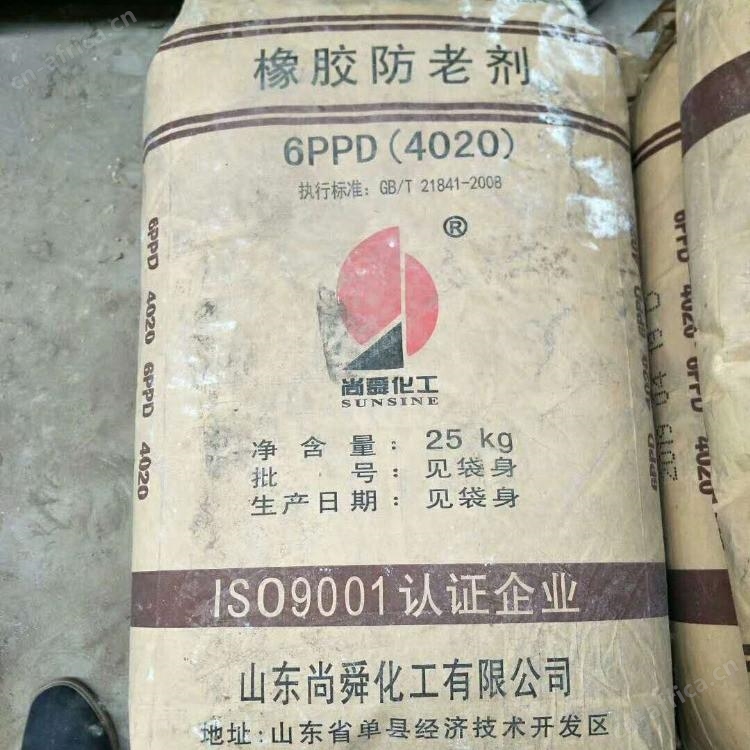 橡胶防老剂
6PPD(4020)
执行标准：GB/T 21841-2008
®
尚舜化工
SUNSINE
净含量：25 kg
批号：见袋身
生产日期：见袋身
ISO9001认证企业
山东尚舜化工有限公司
地址：山东省单县经济技术开发区
6PPD 4020 6PPD 4020
6PPD 4020